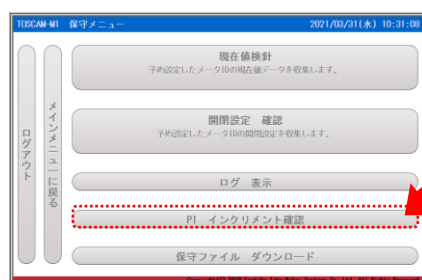 TOSCAM-M1 保守メニュー 2021/03/31(水) 10:31:08
ログアウト
メインメニューに戻る
現在値検針
予め設定したメータIDの現在値データを収集します。
開閉設定 確認
予め設定したメータIDの開閉設定を収集します。
ログ 表示
PI インクリメント確認
保守ファイル ダウンロード